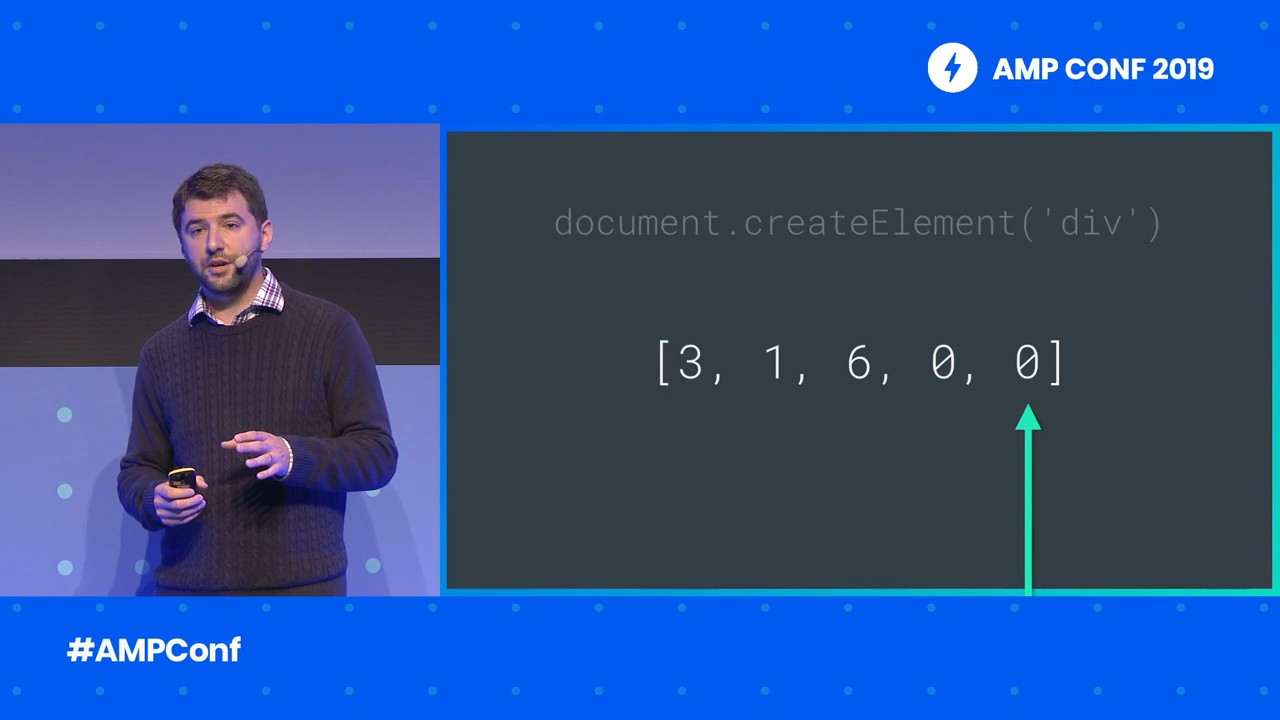 AMP CONF 2019
document.createElement('div')
[3, 1, 6, 0, 0]
#AMPConf